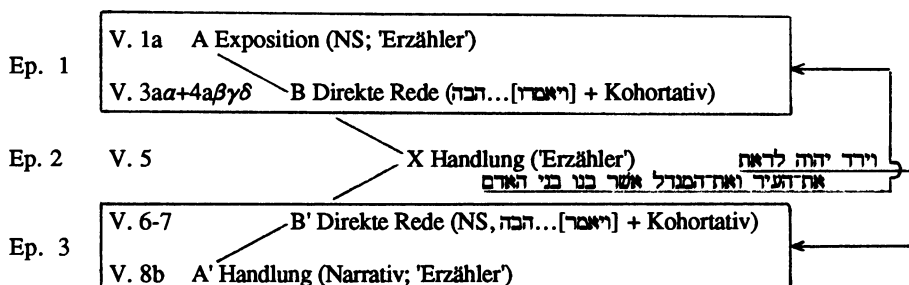 V. 1a A Exposition (NS; 'Erzähler')
Ep. 1
V. 3aα+4aβγδ B Direkte Rede (הבה...[ויאמרו] + Kohortativ)
Ep. 2 V. 5 X Handlung ('Erzähler') וירד יהוה לראת
את־העיר ואת־המגדל אשר בנו בני האדם
V. 6-7 B' Direkte Rede (NS, הבה...[ויאמר] + Kohortativ)
Ep. 3
V. 8b A' Handlung (Narrativ; 'Erzähler')